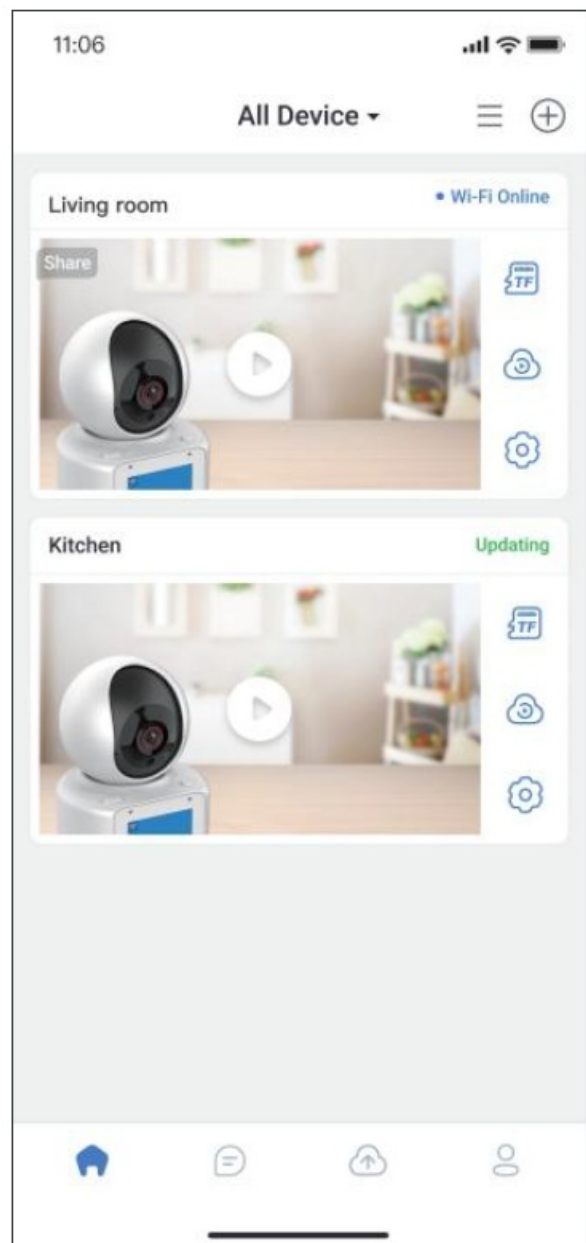 11:06
All Device
Living room
Wi-Fi Online
Share
TF
Kitchen
Updating
TF